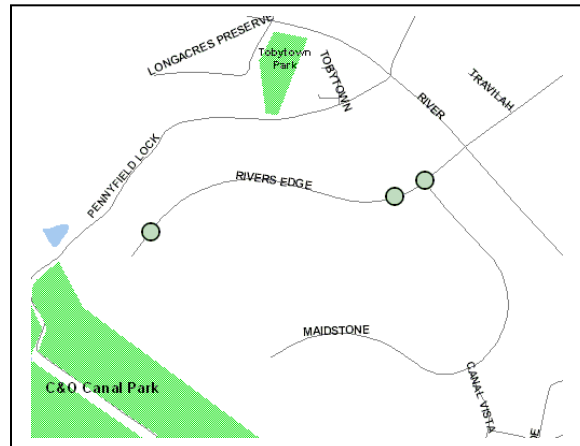 LONGACRES PRESERVE
Tobytown
Park
TOBYTOWN
TRAVILAH
RIVER
PENNYFIELD LOCK
RIVERS EDGE
MAIDSTONE
CANAL VISTA
C&O Canal Park